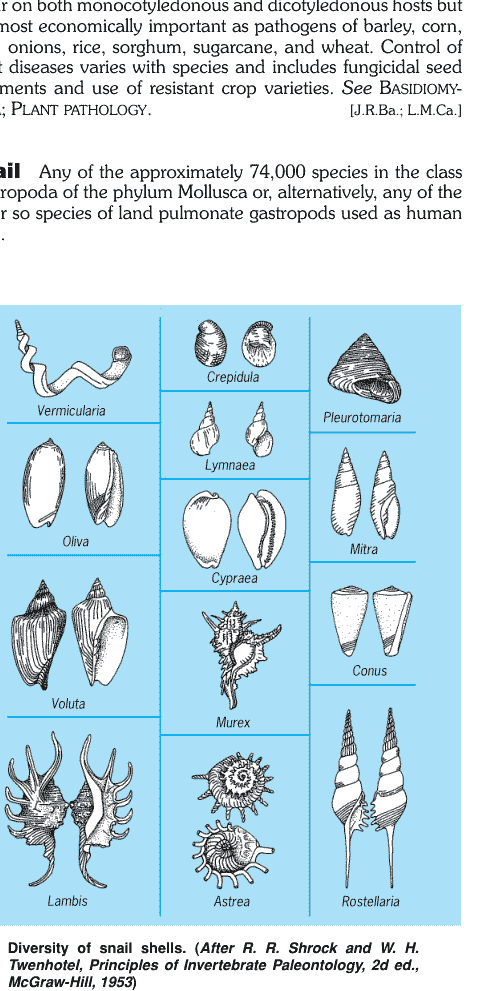 r on both monocotyledonous and dicotyledonous hosts but
most economically important as pathogens of barley, corn,
, onions, rice, sorghum, sugarcane, and wheat. Control of
t diseases varies with species and includes fungicidal seed
ments and use of resistant crop varieties. See BASIDIOMY-
; PLANT PATHOLOGY. [J.R.Ba.; L.M.Ca.]
ail Any of the approximately 74,000 species in the class
tropoda of the phylum Mollusca or, alternatively, any of the
r so species of land pulmonate gastropods used as human
.
Vermicularia
Crepidula
Pleurotomaria
Lymnaea
Oliva
Mitra
Cypraea
Voluta
Conus
Murex
Lambis
Astrea
Rostellaria
Diversity of snail shells. (After R. R. Shrock and W. H.
Twenhotel, Principles of Invertebrate Paleontology, 2d ed.,
McGraw-Hill, 1953)